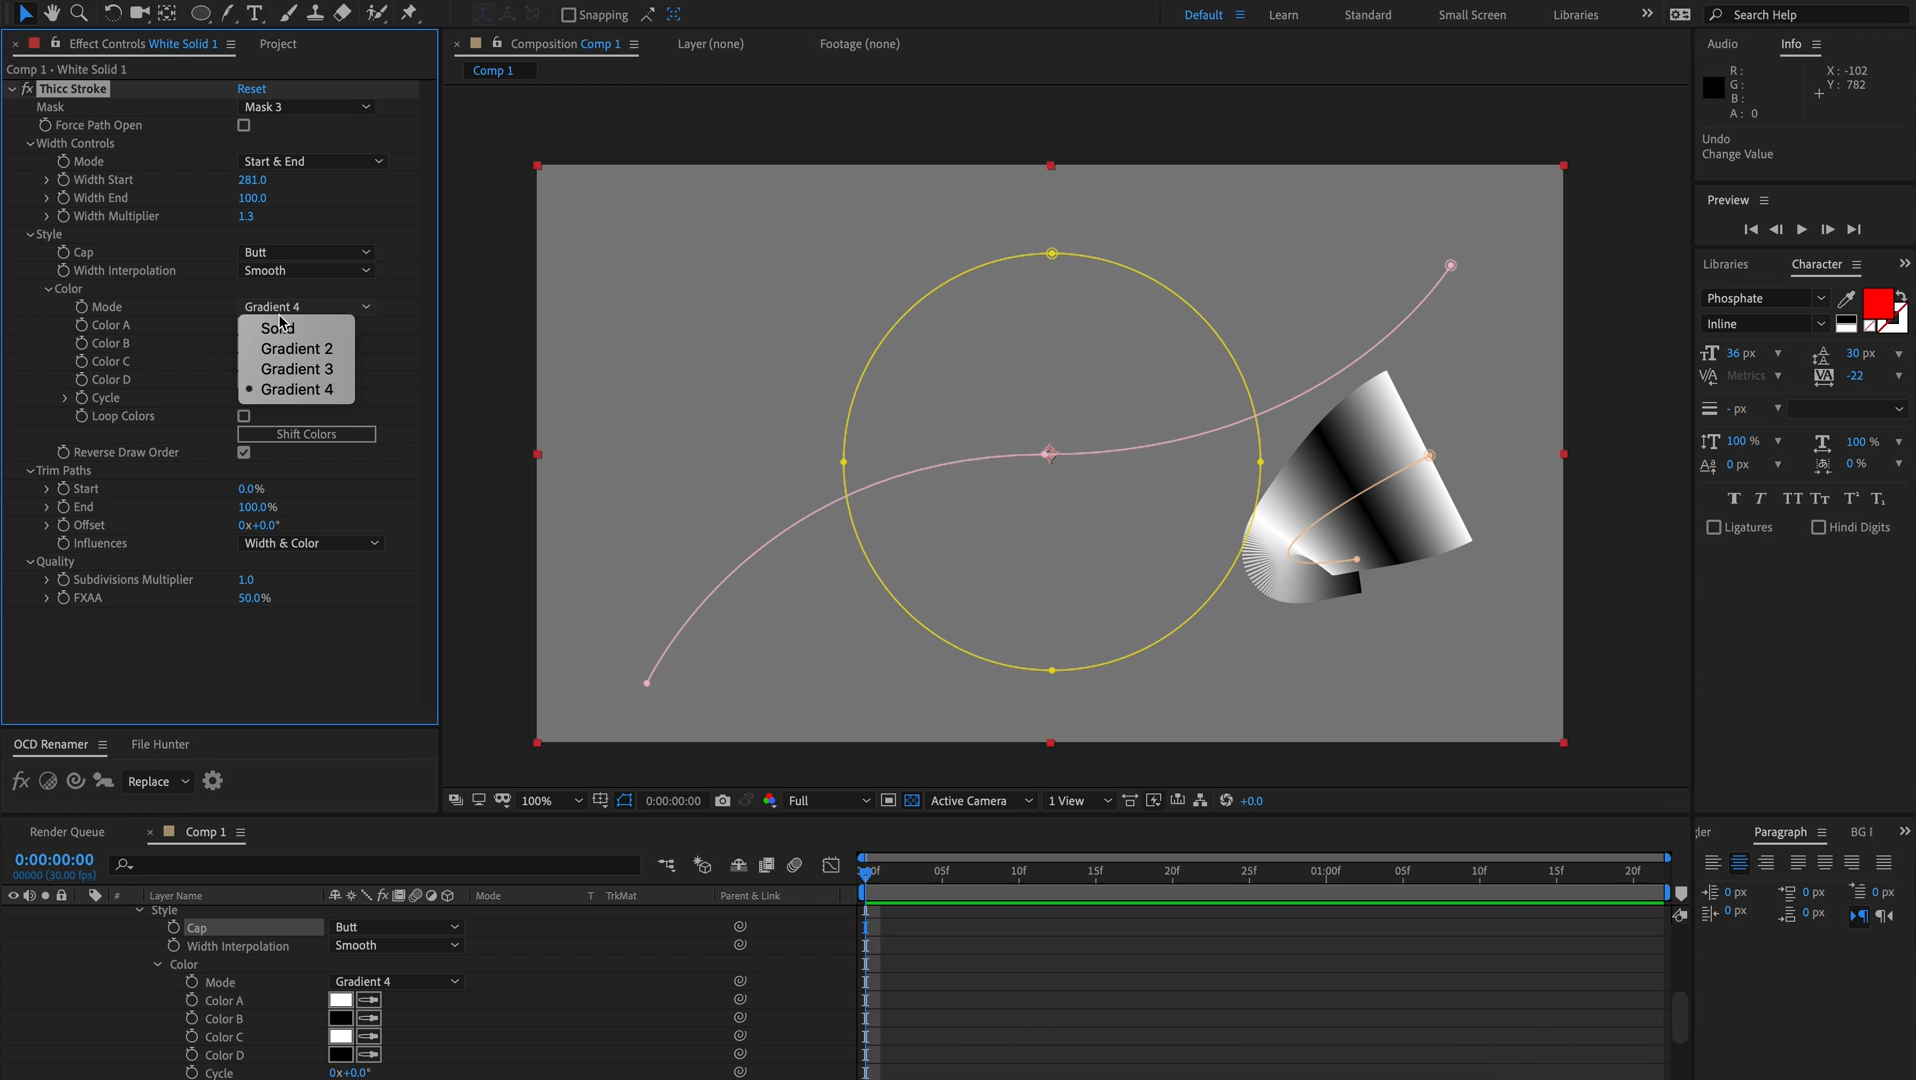 Snapping
Default
Learn
Standard
Small Screen
Libraries
Search Help
Effect Controls White Solid 1
Project
Composition Comp 1
Layer (none)
Footage (none)
Audio
Info
Comp 1 • White Solid 1
Comp 1
R:
G:
B:
A: 0
X: -102
Y: 782
fx Thicc Stroke
Reset
Mask
Mask 3
Force Path Open
Width Controls
Undo
Change Value
Mode
Start & End
Width Start
281.0
Width End
100.0
Preview
Width Multiplier
1.3
Style
Cap
Butt
Width Interpolation
Smooth
Libraries
Character
Color
Mode
Gradient 4
Phosphate
Color A
Inline
Solid
Color B
Gradient 2
Color C
Gradient 3
Color D
Gradient 4
Cycle
Loop Colors
Shift Colors
Reverse Draw Order
36 px
30 px
Metrics
-22
- px
100 %
100 %
0 px
0 %
Trim Paths
Start
0.0%
End
100.0%
Offset
0x+0.0°
Influences
Width & Color
Ligatures
Hindi Digits
Quality
Subdivisions Multiplier
1.0
FXAA
50.0%
OCD Renamer
File Hunter
fx
Replace
100%
0:00:00:00
Full
Active Camera
1 View
+0.0
Render Queue
Comp 1
gler
Paragraph
BG
0:00:00:00
00000 (30.00 fps)
05f
10f
15f
20f
25f
01:00f
05f
10f
15f
20f
#
Layer Name
fx
Mode
T
TrkMat
Parent & Link
0 px
0 px
0 px
0 px
0 px
Style
Cap
Butt
Width Interpolation
Smooth
Color
Mode
Gradient 4
Color A
Color B
Color C
Color D
Cycle
0x+0.0°